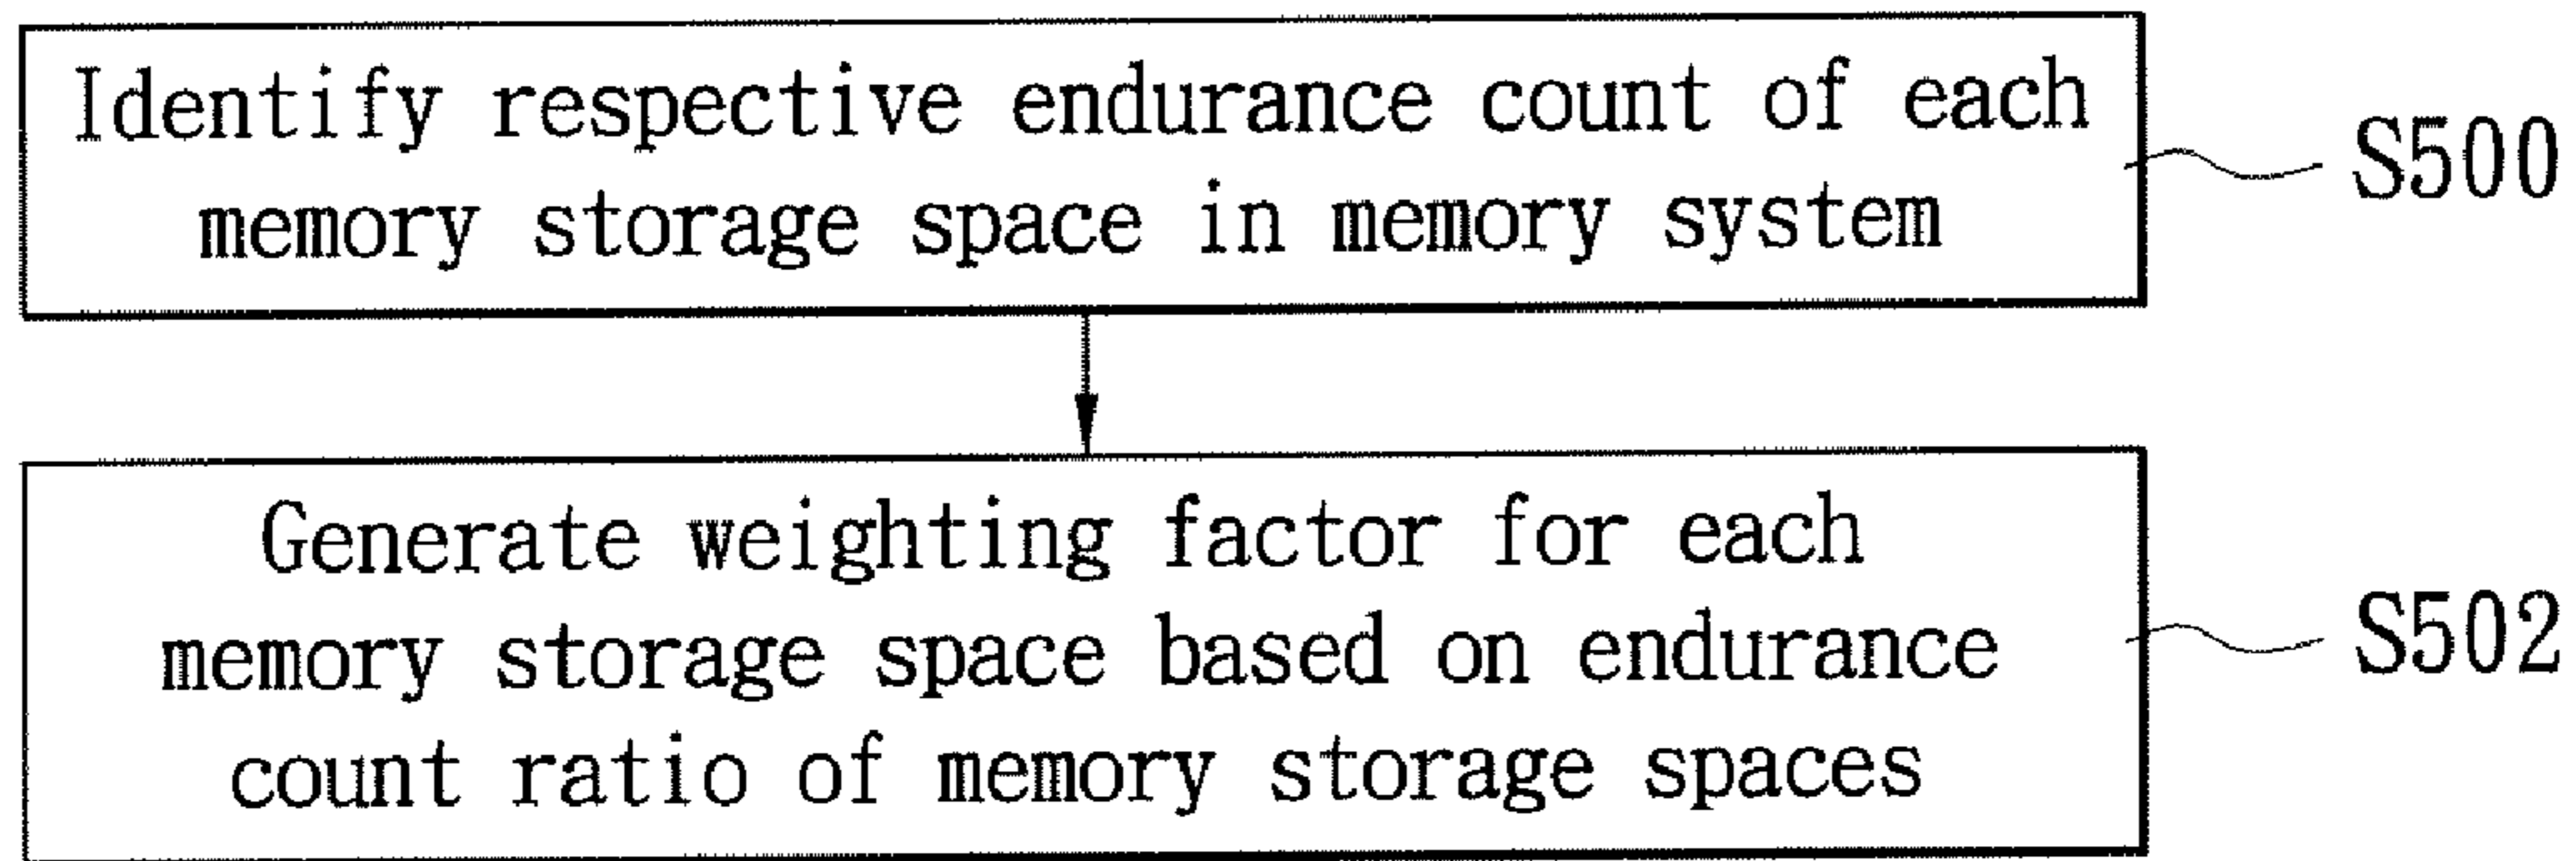 Identify respective endurance count of each
memory storage space in memory system
S500
Generate weighting factor for each
memory storage space based on endurance
count ratio of memory storage spaces
S502